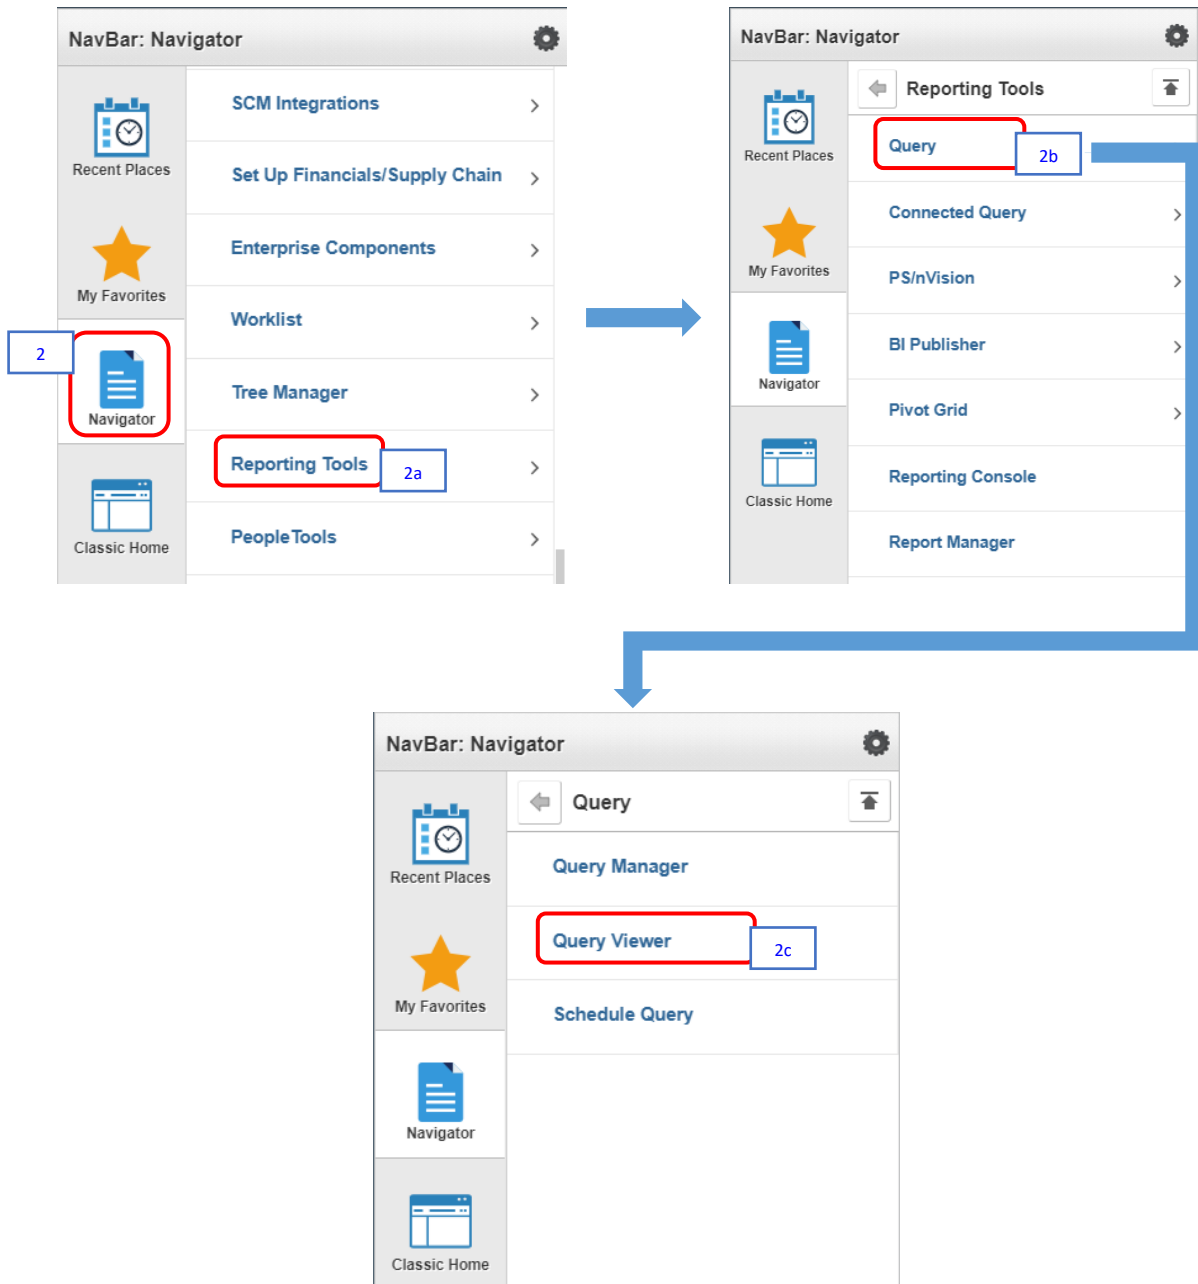 NavBar: Navigator
Recent Places
My Favorites
2
Navigator
Classic Home
SCM Integrations
Set Up Financials/Supply Chain
Enterprise Components
Worklist
Tree Manager
Reporting Tools
2a
PeopleTools
NavBar: Navigator
Recent Places
My Favorites
Navigator
Classic Home
Reporting Tools
Query
2b
Connected Query
PS/nVision
BI Publisher
Pivot Grid
Reporting Console
Report Manager
NavBar: Navigator
Recent Places
My Favorites
Navigator
Classic Home
Query
Query Manager
Query Viewer
2c
Schedule Query